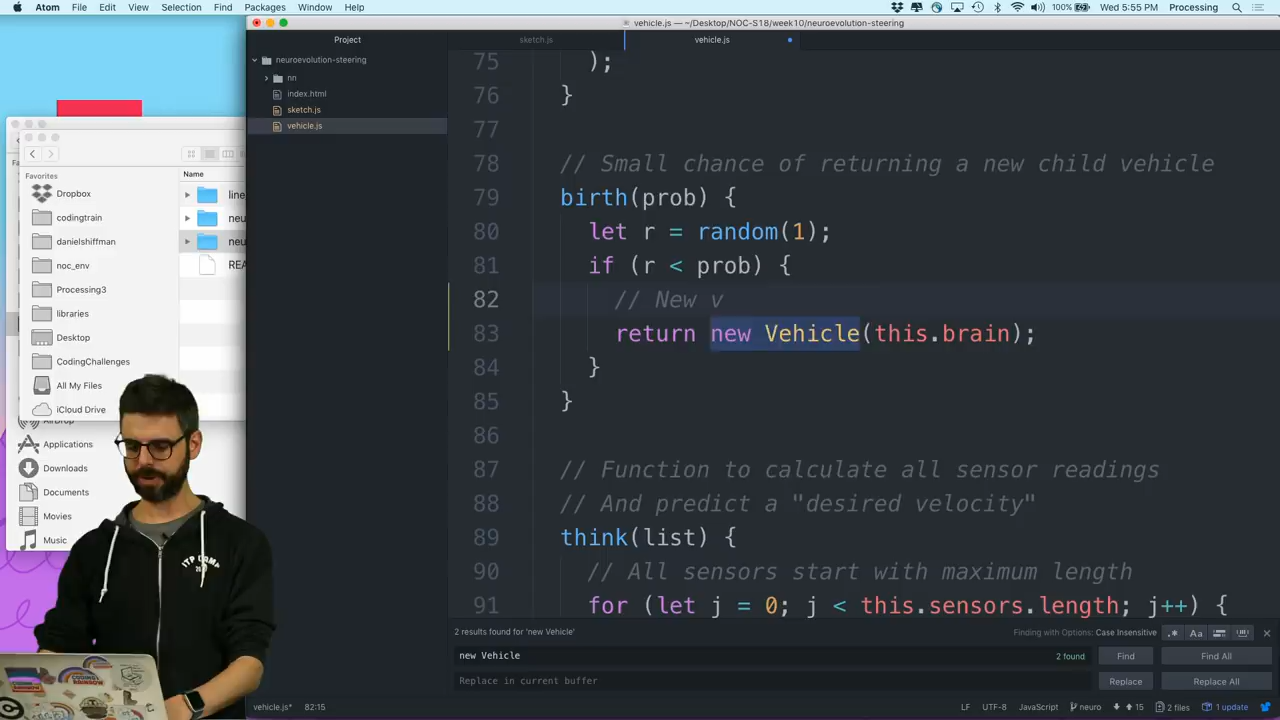 Atom File Edit View Selection Find Packages Window Help 100% Wed 5:55 PM Processing
vehicle.js — ~/Desktop/NOC-S18/week10/neuroevolution-steering
Project sketch.js vehicle.js
neuroevolution-steering
nn
index.html
sketch.js
vehicle.js
Favorites
Dropbox
codingtrain
danielshiffman
noc_env
Processing3
libraries
Desktop
CodingChallenges
All My Files
iCloud Drive
Applications
Downloads
Documents
Movies
Music
Name
line
neu
neu
REA
75 );
76 }
77
78 // Small chance of returning a new child vehicle
79 birth(prob) {
80 let r = random(1);
81 if (r < prob) {
82 // New v
83 return new Vehicle(this.brain);
84 }
85 }
86
87 // Function to calculate all sensor readings
88 // And predict a "desired velocity"
89 think(list) {
90 // All sensors start with maximum length
91 for (let j = 0; j < this.sensors.length; j++) {
2 results found for 'new Vehicle' Finding with Options: Case Insensitive .* Aa
new Vehicle 2 found Find Find All
Replace in current buffer Replace Replace All
vehicle.js* 82:15 LF UTF-8 JavaScript neuro 15 2 files 1 update
ITP CAMP